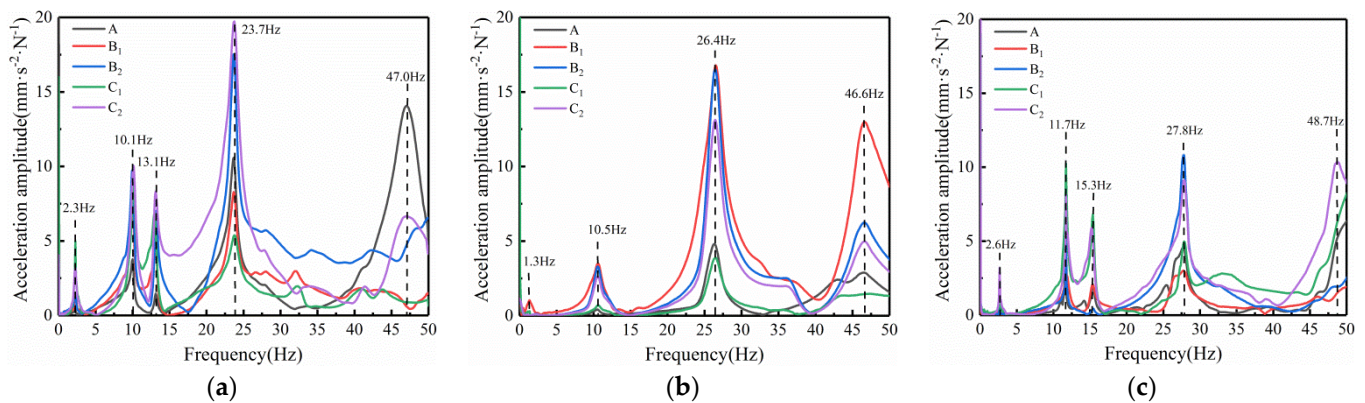 20
15
10
5
0
Acceleration amplitude(mm·s⁻²·N⁻¹)
A
B₁
B₂
C₁
C₂
2.3Hz
10.1Hz
13.1Hz
23.7Hz
47.0Hz
0 5 10 15 20 25 30 35 40 45 50
Frequency(Hz)
(a)
20
15
10
5
0
Acceleration amplitude(mm·s⁻²·N⁻¹)
A
B₁
B₂
C₁
C₂
1.3Hz
10.5Hz
26.4Hz
46.6Hz
0 5 10 15 20 25 30 35 40 45 50
Frequency(Hz)
(b)
20
15
10
5
0
Acceleration amplitude(mm·s⁻²·N⁻¹)
A
B₁
B₂
C₁
C₂
2.6Hz
11.7Hz
15.3Hz
27.8Hz
48.7Hz
0 5 10 15 20 25 30 35 40 45 50
Frequency(Hz)
(c)